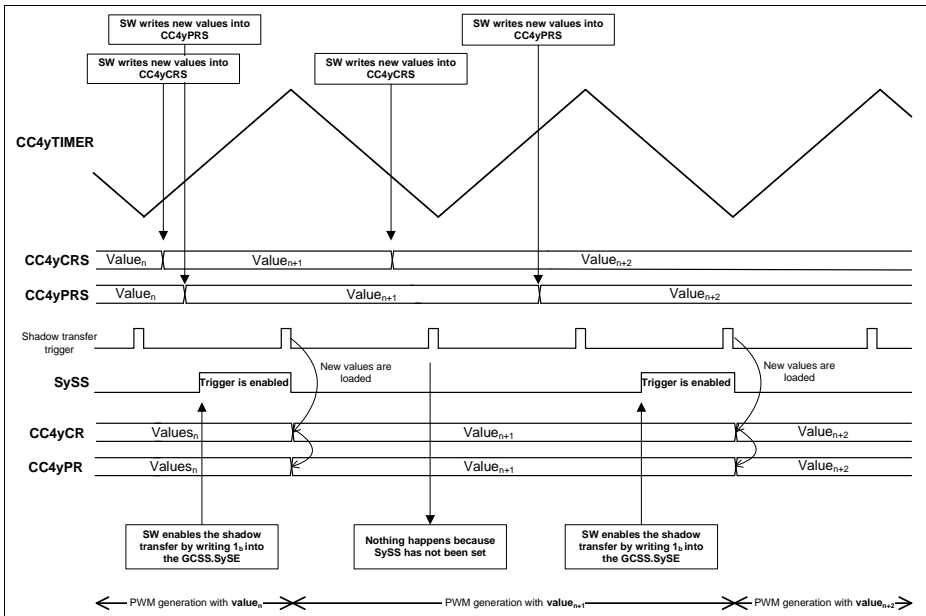 SW writes new values into
CC4yPRS
SW writes new values into
CC4yPRS
SW writes new values into
CC4yCRS
SW writes new values into
CC4yCRS
CC4yTIMER
CC4yCRS
Valueₙ
Valueₙ₊₁
Valueₙ₊₂
CC4yPRS
Valueₙ
Valueₙ₊₁
Valueₙ₊₂
Shadow transfer
trigger
New values are
loaded
New values are
loaded
SySS
Trigger is enabled
Trigger is enabled
CC4yCR
Valuesₙ
Valueₙ₊₁
Valueₙ₊₂
CC4yPR
Valuesₙ
Valueₙ₊₁
Valueₙ₊₂
SW enables the shadow
transfer by writing 1b into
the GCSS.SySE
Nothing happens because
SySS has not been set
SW enables the shadow
transfer by writing 1b into
the GCSS.SySE
PWM generation with valueₙ
PWM generation with valueₙ₊₁
PWM generation with valueₙ₊₂